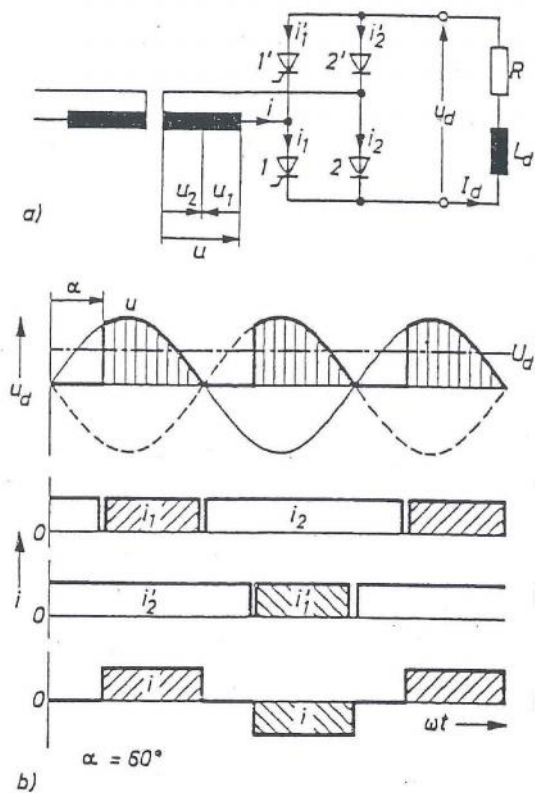 i'₁ i'₂
1' 2' R
i u_d
i₁ i₂
1 2 L_d
u₂ u₁ I_d
a) u
α u
u_d U_d
i₁ i₂
0
i'₂ i'₁
i 0
0 i i ωt
α = 60°
b)